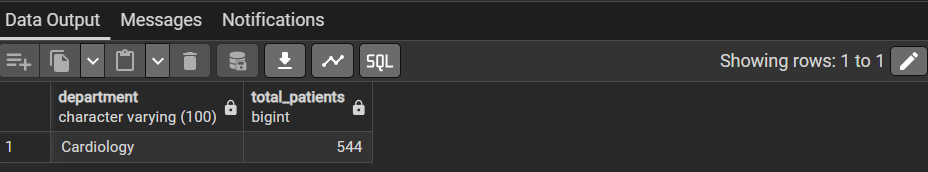 Data Output Messages Notifications
SQL Showing rows: 1 to 1
department total_patients
character varying (100) bigint
1 Cardiology 544